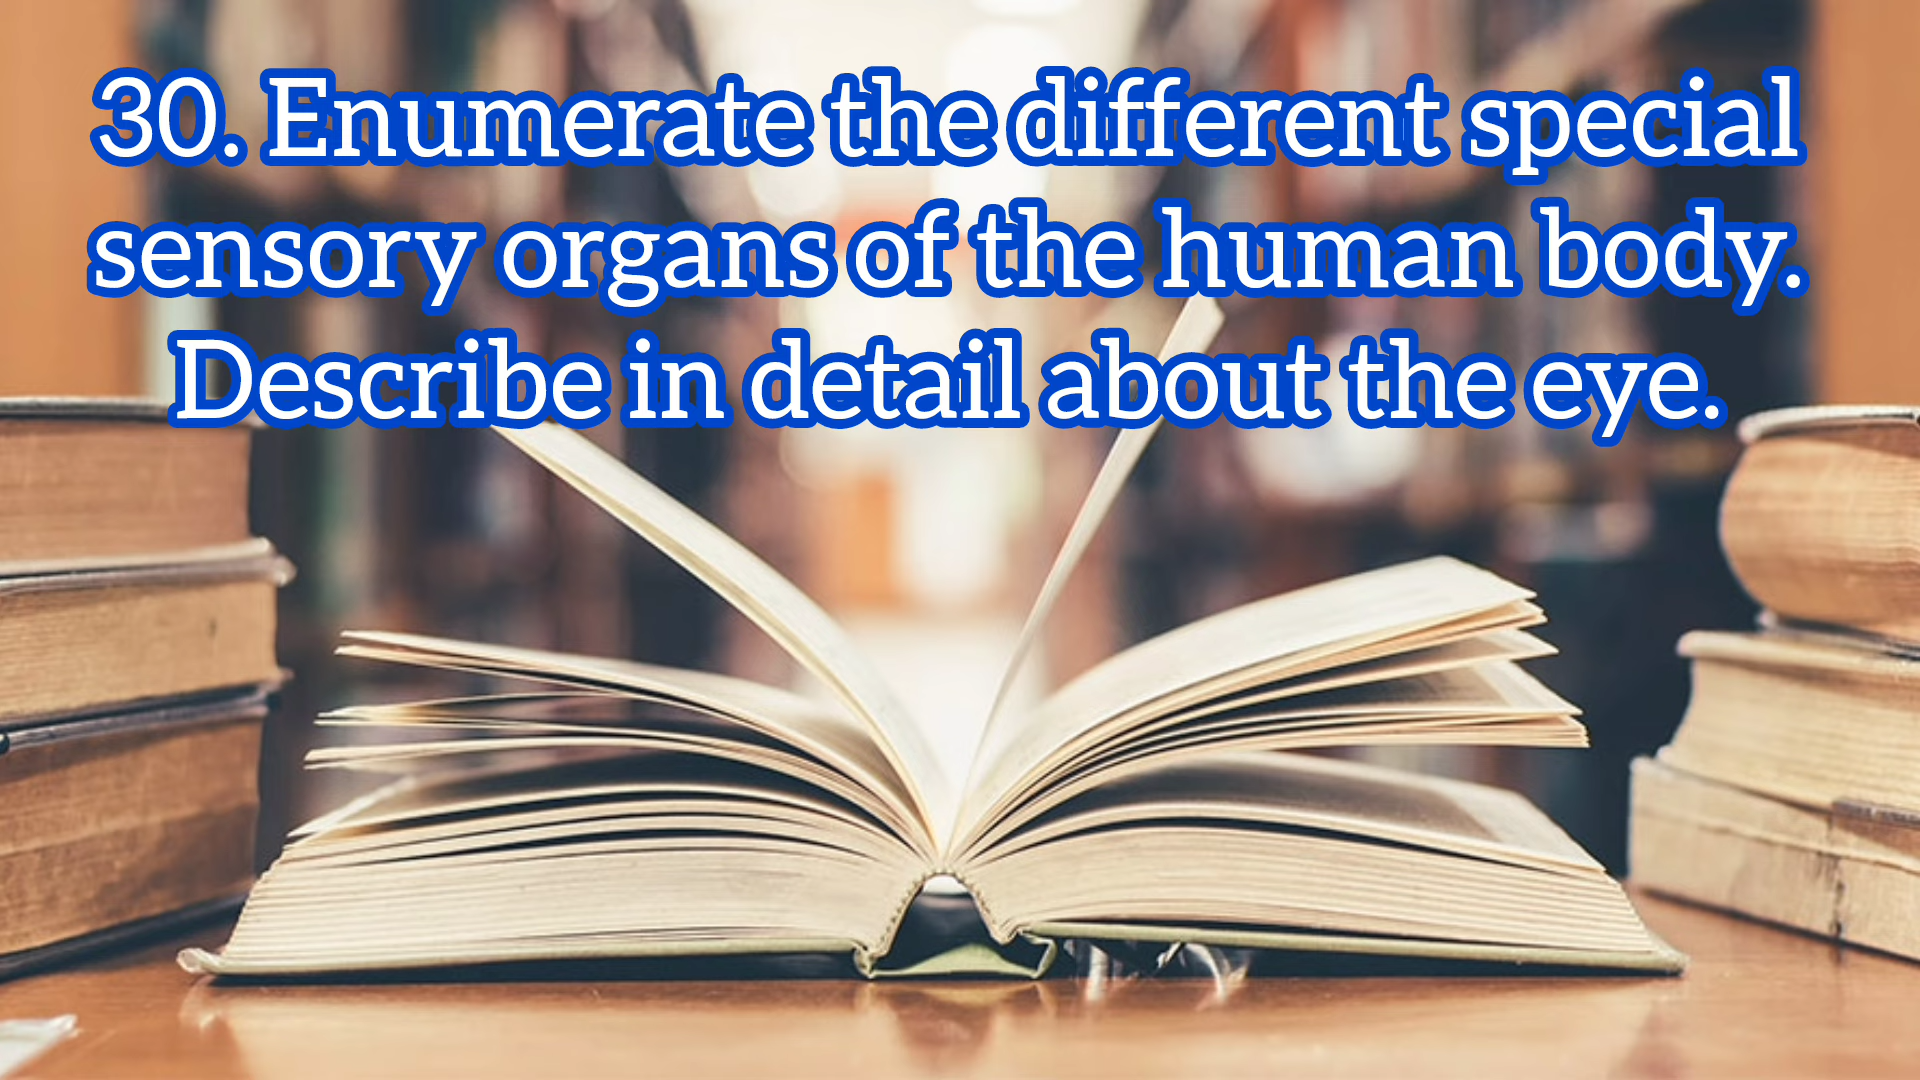 30. Enumerate the different special
sensory organs of the human body.
Describe in detail about the eye.